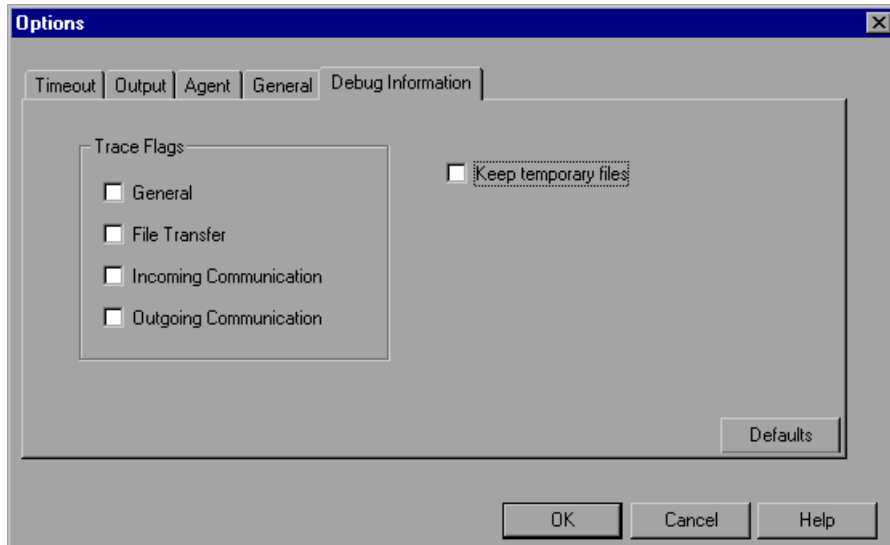 Options
Timeout Output Agent General Debug Information
Trace Flags
General
File Transfer
Incoming Communication
Outgoing Communication
Keep temporary files
Defaults
OK Cancel Help